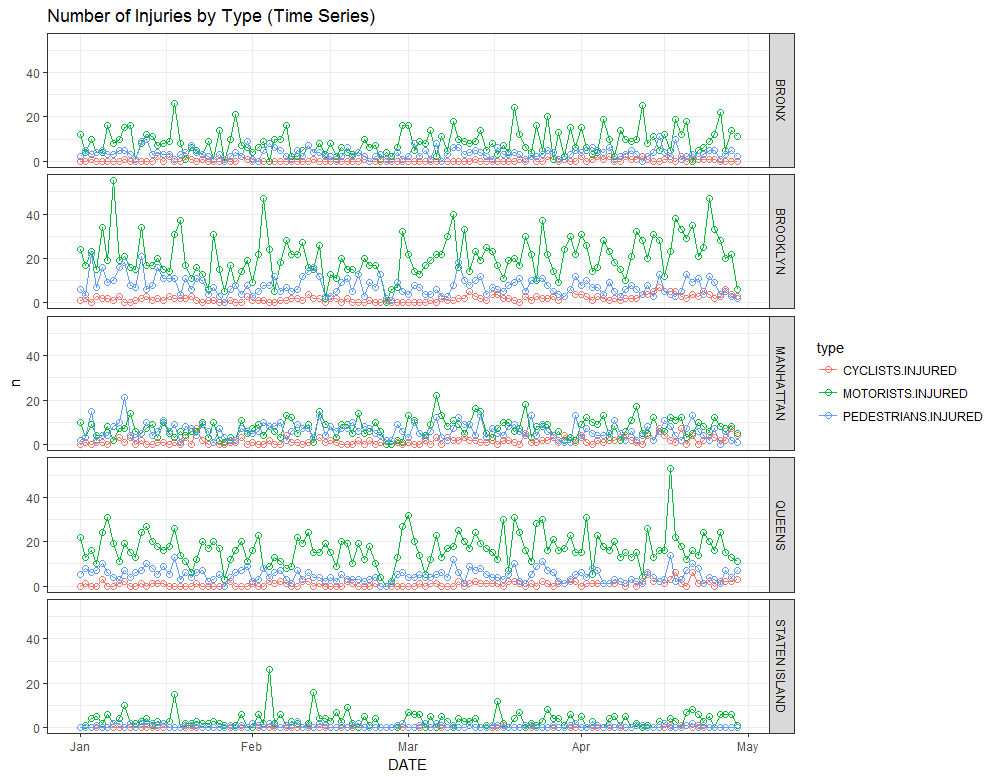 Number of Injuries by Type (Time Series)
40
20
0
BRONX
40
20
0
BROOKLYN
n
40
20
0
MANHATTAN
type
CYCLISTS.INJURED
MOTORISTS.INJURED
PEDESTRIANS.INJURED
40
20
0
QUEENS
40
20
0
STATEN ISLAND
Jan Feb Mar Apr May
DATE